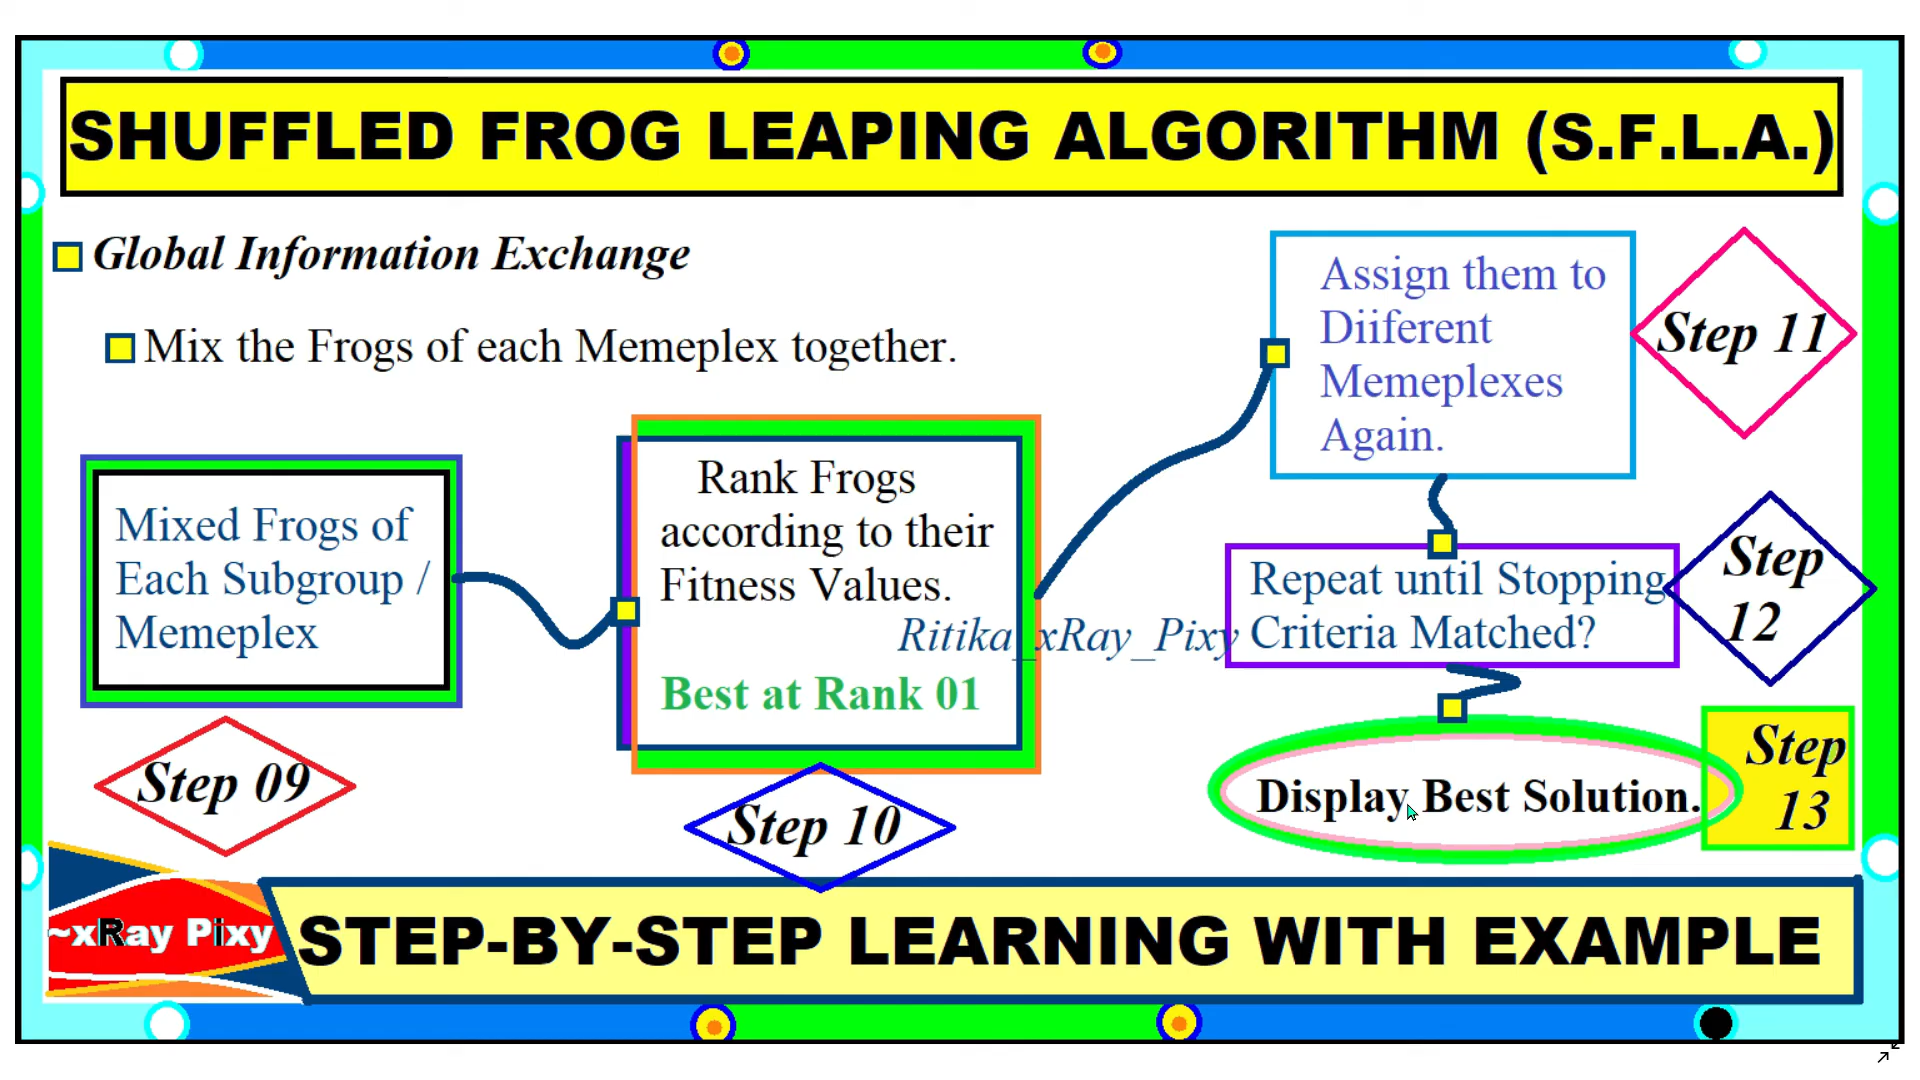 SHUFFLED FROG LEAPING ALGORITHM (S.F.L.A.)
Global Information Exchange
Mix the Frogs of each Memeplex together.
Mixed Frogs of
Each Subgroup /
Memeplex
Step 09
Rank Frogs
according to their
Fitness Values.
Best at Rank 01
Step 10
Ritika_xRay_Pixy
Assign them to
Diiferent
Memeplexes
Again.
Step 11
Repeat until Stopping
Criteria Matched?
Step
12
Display Best Solution.
Step
13
~xRay Pixy
STEP-BY-STEP LEARNING WITH EXAMPLE